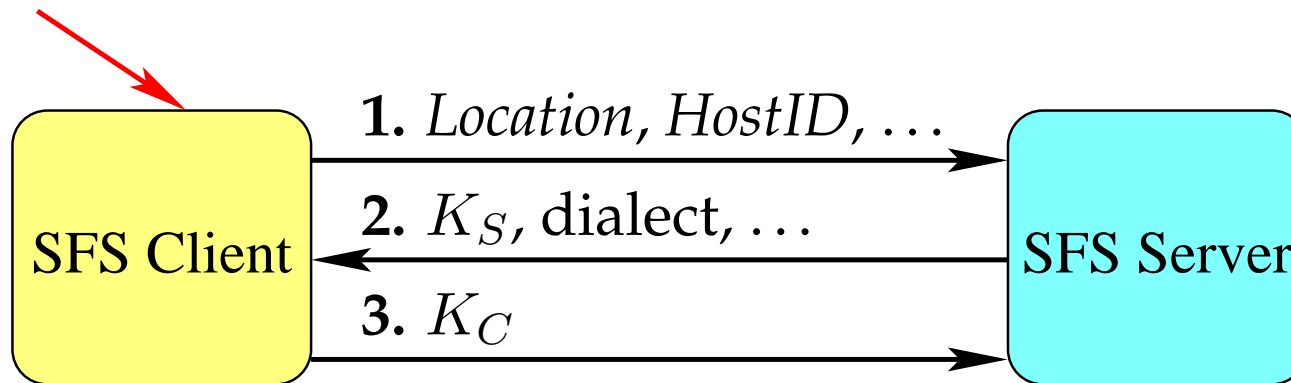 1. Location, HostID, ...
2. K_S, dialect, ...
SFS Client
SFS Server
3. K_C